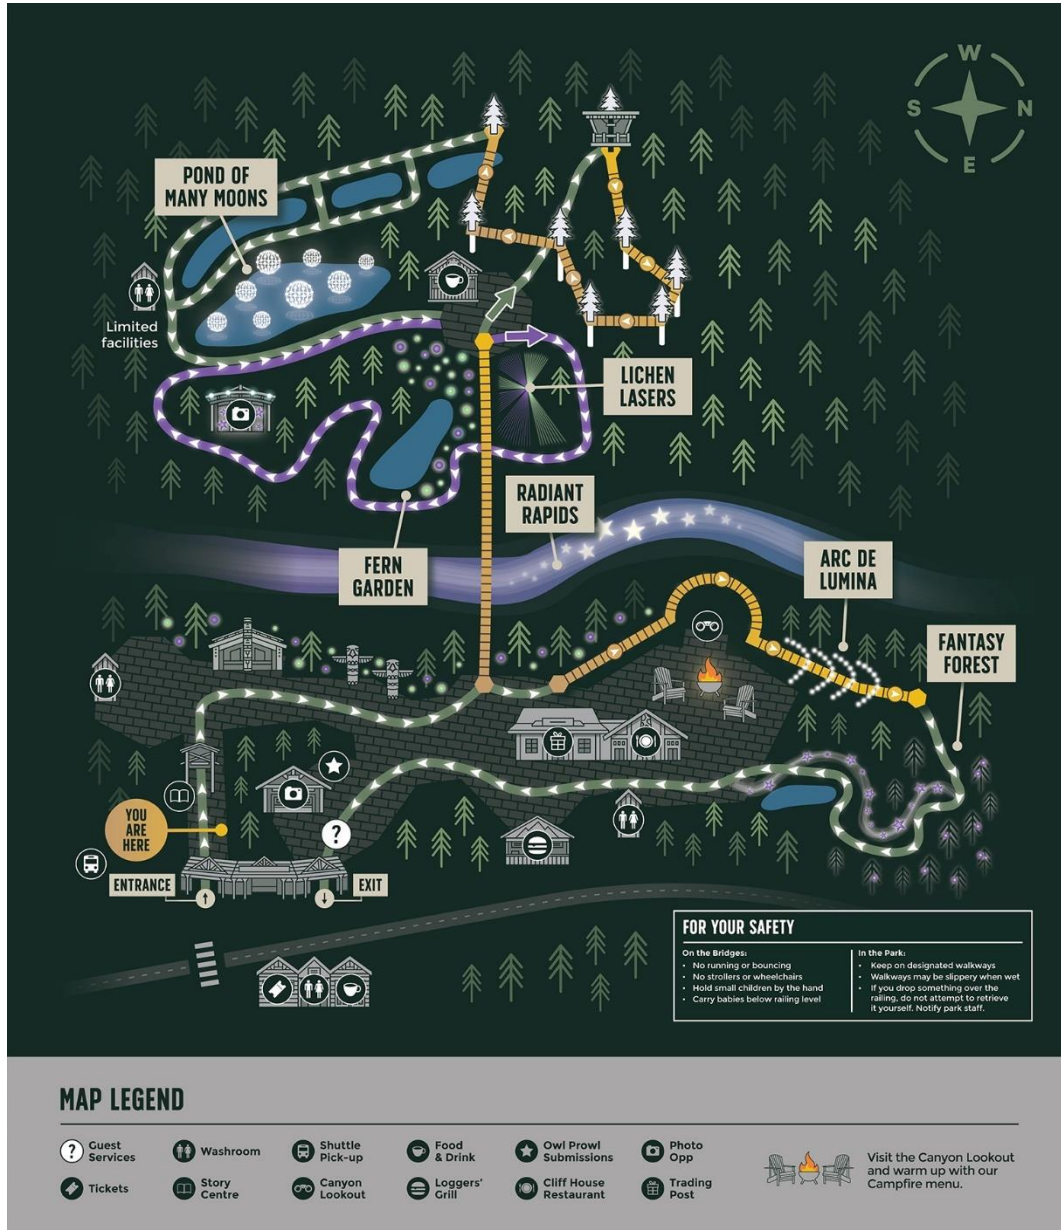 W
S
N
E
POND OF
MANY MOONS
Limited
facilities
LICHEN
LASERS
RADIANT
RAPIDS
FERN
GARDEN
ARC DE
LUMINA
FANTASY
FOREST
YOU
ARE
HERE
?
ENTRANCE
EXIT
FOR YOUR SAFETY
On the Bridges:
• No running or bouncing
• No strollers or wheelchairs
• Hold small children by the hand
• Carry babies below railing level
In the Park:
• Keep on designated walkways
• Walkways may be slippery when wet
• If you drop something over the
railing, do not attempt to retrieve
it yourself. Notify park staff.
MAP LEGEND
?
Guest
Services
Washroom
Shuttle
Pick-up
Food
& Drink
Owl Prowl
Submissions
Photo
Opp
Tickets
Story
Centre
Canyon
Lookout
Loggers'
Grill
Cliff House
Restaurant
Trading
Post
Visit the Canyon Lookout
and warm up with our
Campfire menu.